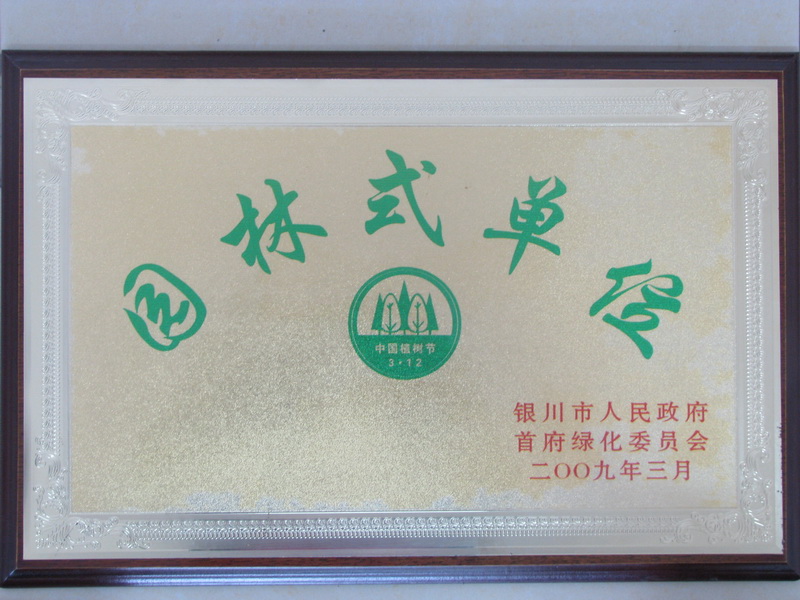 园林式单位
中国植树节
3·12
银川市人民政府
首府绿化委员会
二〇〇九年三月